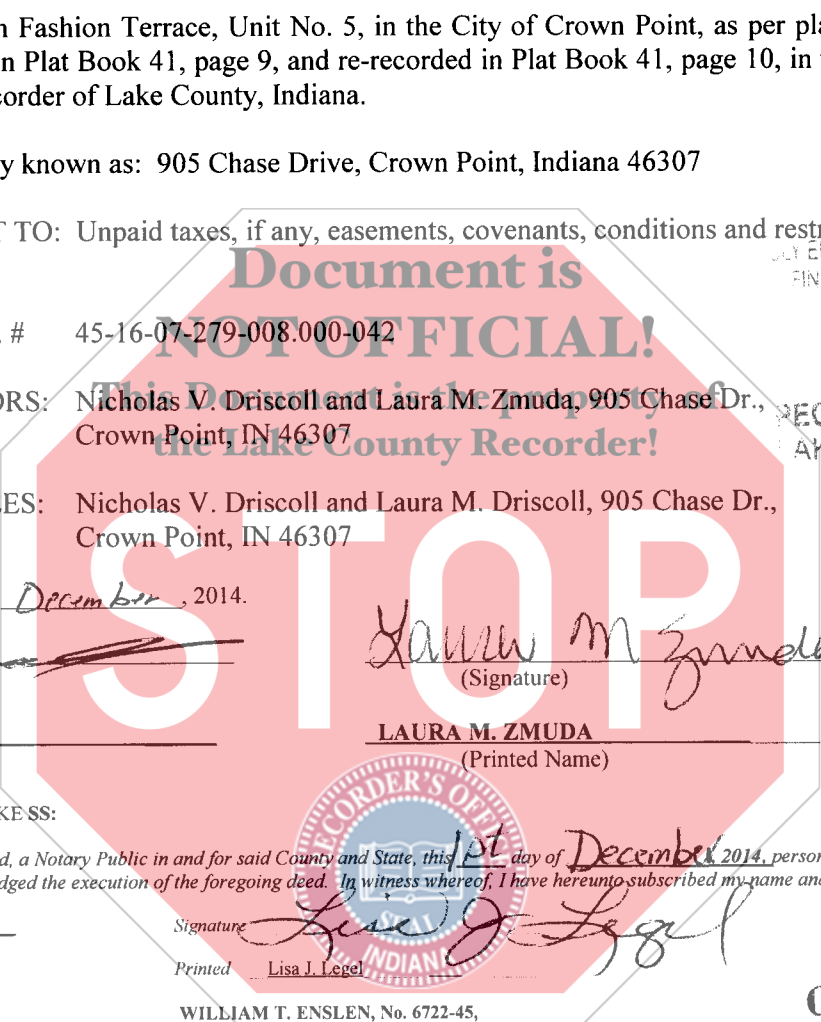 n Fashion Terrace, Unit No. 5, in the City of Crown Point, as per pla
n Plat Book 41, page 9, and re-recorded in Plat Book 41, page 10, in
corder of Lake County, Indiana.
y known as: 905 Chase Drive, Crown Point, Indiana 46307
T TO: Unpaid taxes, if any, easements, covenants, conditions and restr
Document is
# 45-16-07-279-008.000-042
NOT OFFICIAL!
ORS: Nicholas V. Driscoll and Laura M. Zmuda, 905 Chase Dr.,
This Document is the property of
Crown Point, IN 46307
the Lake County Recorder!
ES: Nicholas V. Driscoll and Laura M. Driscoll, 905 Chase Dr.,
Crown Point, IN 46307
STOP
December, 2014.
Laura M Zmuda
(Signature)
LAURA M. ZMUDA
(Printed Name)
RECORDER'S OFFI
KE SS:
d, a Notary Public in and for said County and State, this 1st day of December 2014, person
dged the execution of the foregoing deed. In witness whereof, I have hereunto subscribed my name and
SEAL
Signature Lisa J. Legel
INDIANA
Printed Lisa J. Legel
WILLIAM T. ENSLEN, No. 6722-45,